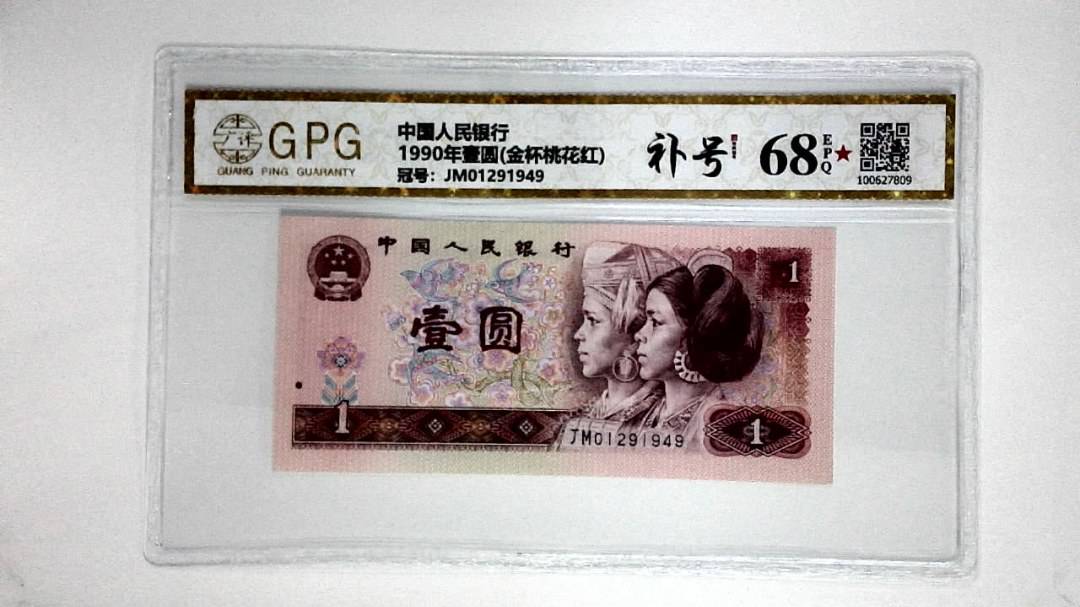 广评
GPG
GUANG PING GUARANTY
中国人民银行
1990年壹圆(金杯桃花红)
冠号：JM01291949
补号
68
EPQ
★
100627809
中国人民银行
壹圆
1
1
JM01291949
1